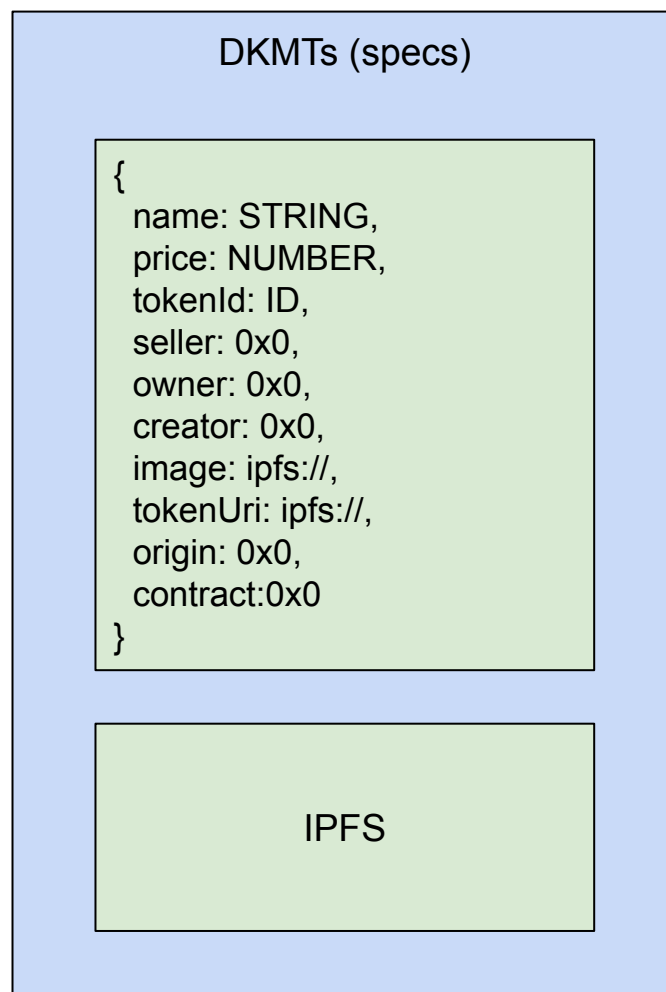 DKMTs (specs)
{
name: STRING,
price: NUMBER,
tokenId: ID,
seller: 0x0,
owner: 0x0,
creator: 0x0,
image: ipfs://,
tokenUri: ipfs://,
origin: 0x0,
contract:0x0
}
IPFS